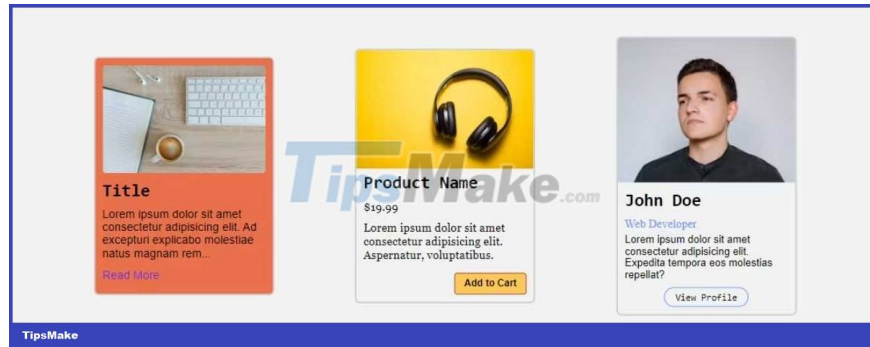 Title
Lorem ipsum dolor sit amet
consectetur adipisicing elit. Ad
excepturi explicabo molestiae
natus magnam rem...
Read More
Product Name
$19.99
Lorem ipsum dolor sit amet
consectetur adipisicing elit.
Aspernatur, voluptatibus.
Add to Cart
John Doe
Web Developer
Lorem ipsum dolor sit amet
consectetur adipisicing elit.
Expedita tempora eos molestias
repellat?
View Profile
TipsMake.com
TipsMake